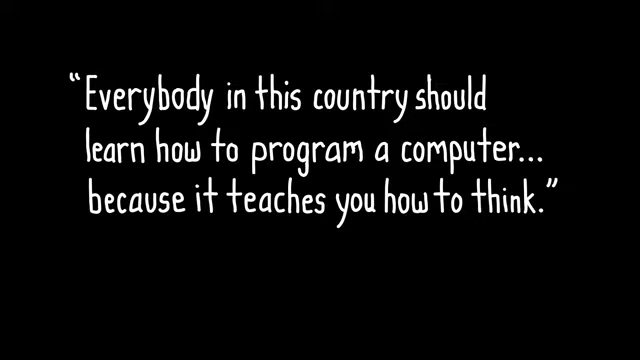 “Everybody in this country should
learn how to program a computer...
because it teaches you how to think.”